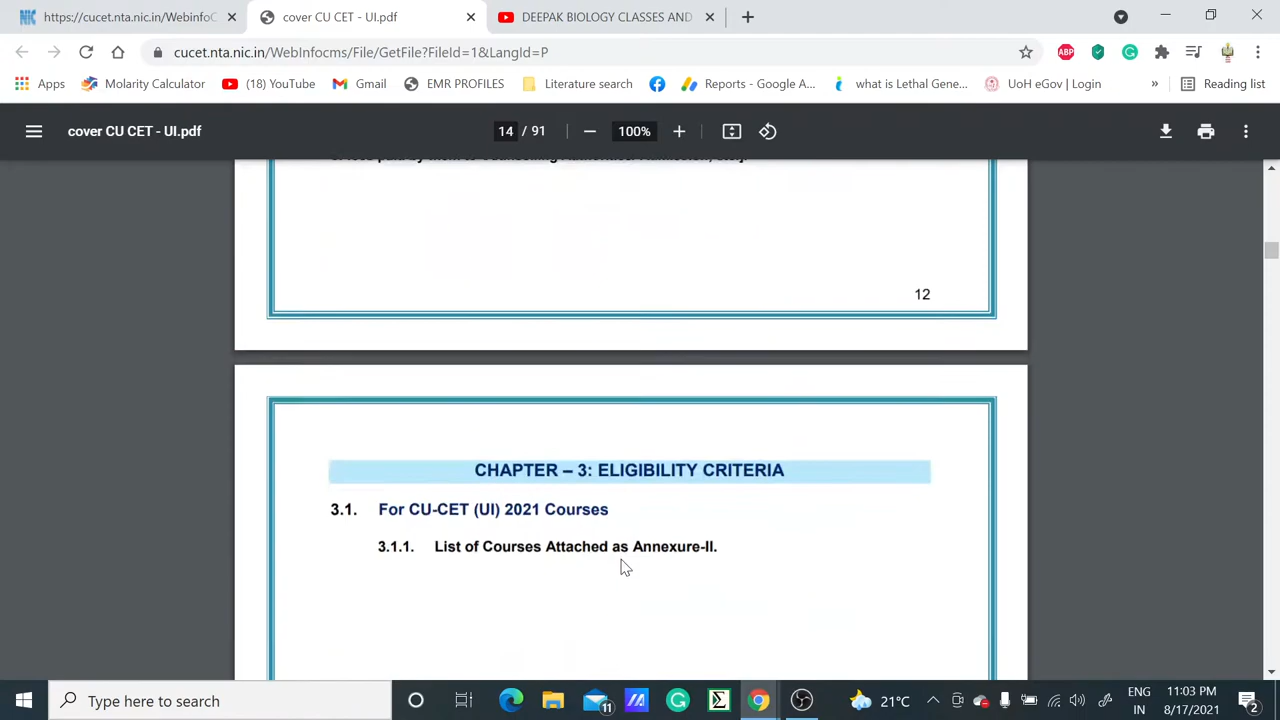 https://cucet.nta.nic.in/WebinfoC
cover CU CET - UI.pdf
DEEPAK BIOLOGY CLASSES AND
cucet.nta.nic.in/WebInfocms/File/GetFile?FileId=1&LangId=P
Apps
Molarity Calculator
(18) YouTube
Gmail
EMR PROFILES
Literature search
Reports - Google A...
what is Lethal Gene...
UoH eGov | Login
»
Reading list
cover CU CET - UI.pdf
14 / 91
100%
12
CHAPTER – 3: ELIGIBILITY CRITERIA
3.1. For CU-CET (UI) 2021 Courses
3.1.1. List of Courses Attached as Annexure-II.
Type here to search
11
21°C
ENG
IN
11:03 PM
8/17/2021
2